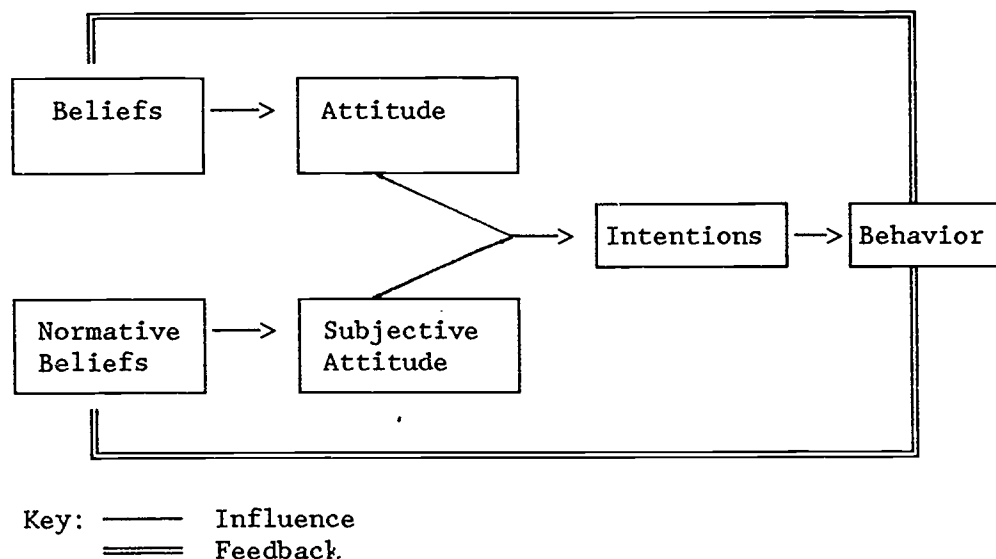 Beliefs
Attitude
Intentions
Behavior
Normative
Beliefs
Subjective
Attitude
Key: Influence
Feedback